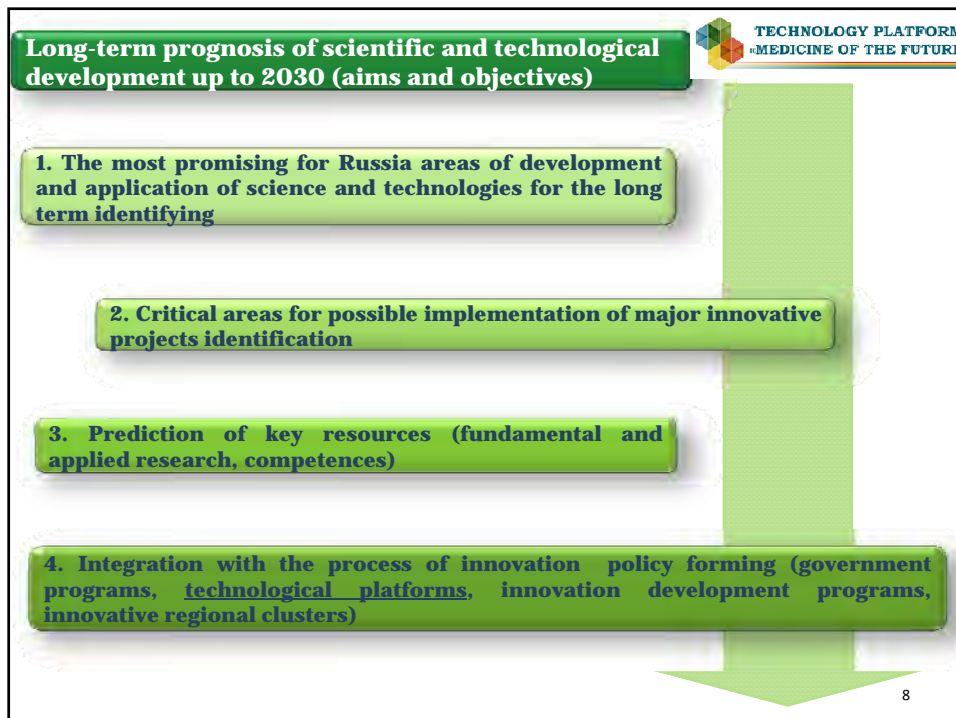 Long-term prognosis of scientific and technological
development up to 2030 (aims and objectives)
TECHNOLOGY PLATFORM
«MEDICINE OF THE FUTURE
1. The most promising for Russia areas of development
and application of science and technologies for the long
term identifying
2. Critical areas for possible implementation of major innovative
projects identification
3. Prediction of key resources (fundamental and
applied research, competences)
4. Integration with the process of innovation policy forming (government
programs, technological platforms, innovation development programs,
innovative regional clusters)
8